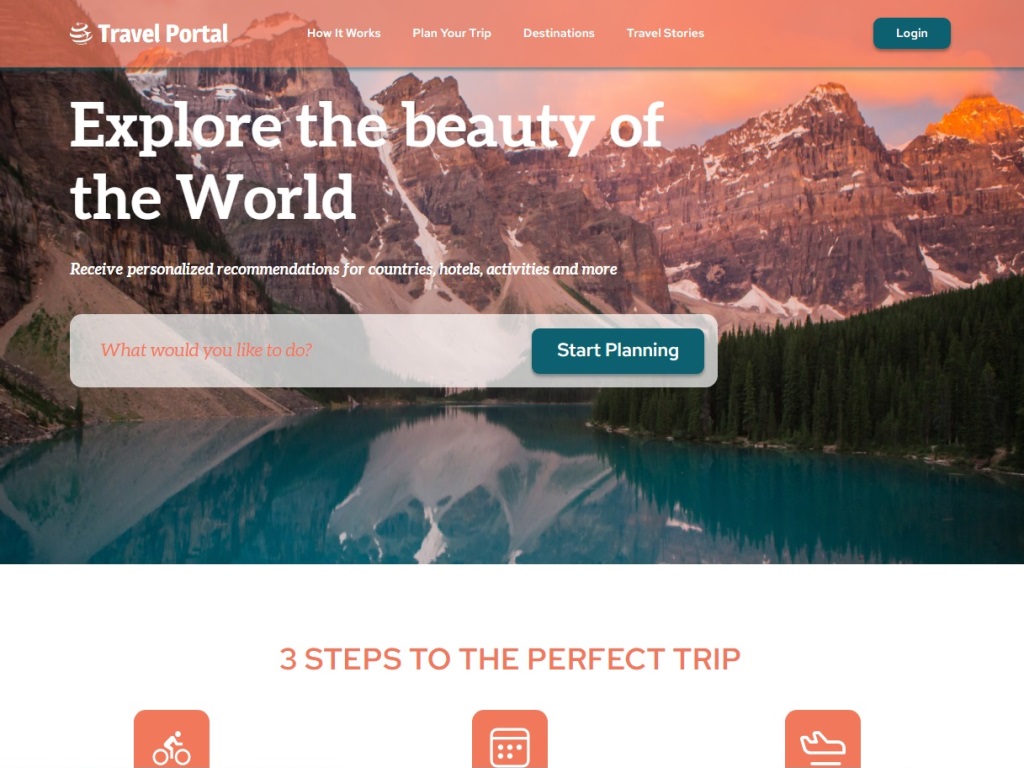 Travel Portal
How It Works
Plan Your Trip
Destinations
Travel Stories
Login
Explore the beauty of
the World
Receive personalized recommendations for countries, hotels, activities and more
What would you like to do?
Start Planning
3 STEPS TO THE PERFECT TRIP